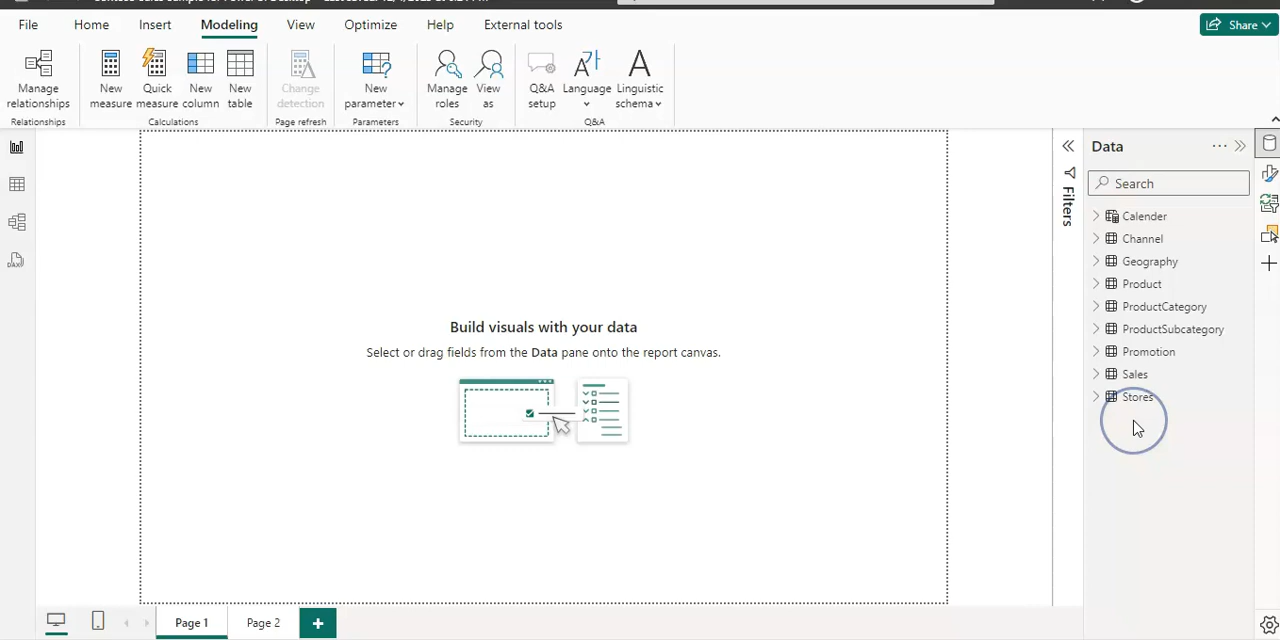 File Home Insert Modeling View Optimize Help External tools Share
Manage relationships
New measure
Quick measure
New column
New table
Change detection
New parameter
Manage roles
View as
Q&A setup
Language
Linguistic schema
Relationships Calculations Page refresh Parameters Security Q&A
Data
Search
Filters
Calender
Channel
Geography
Product
ProductCategory
ProductSubcategory
Promotion
Sales
Stores
Build visuals with your data
Select or drag fields from the Data pane onto the report canvas.
DAX
Page 1 Page 2